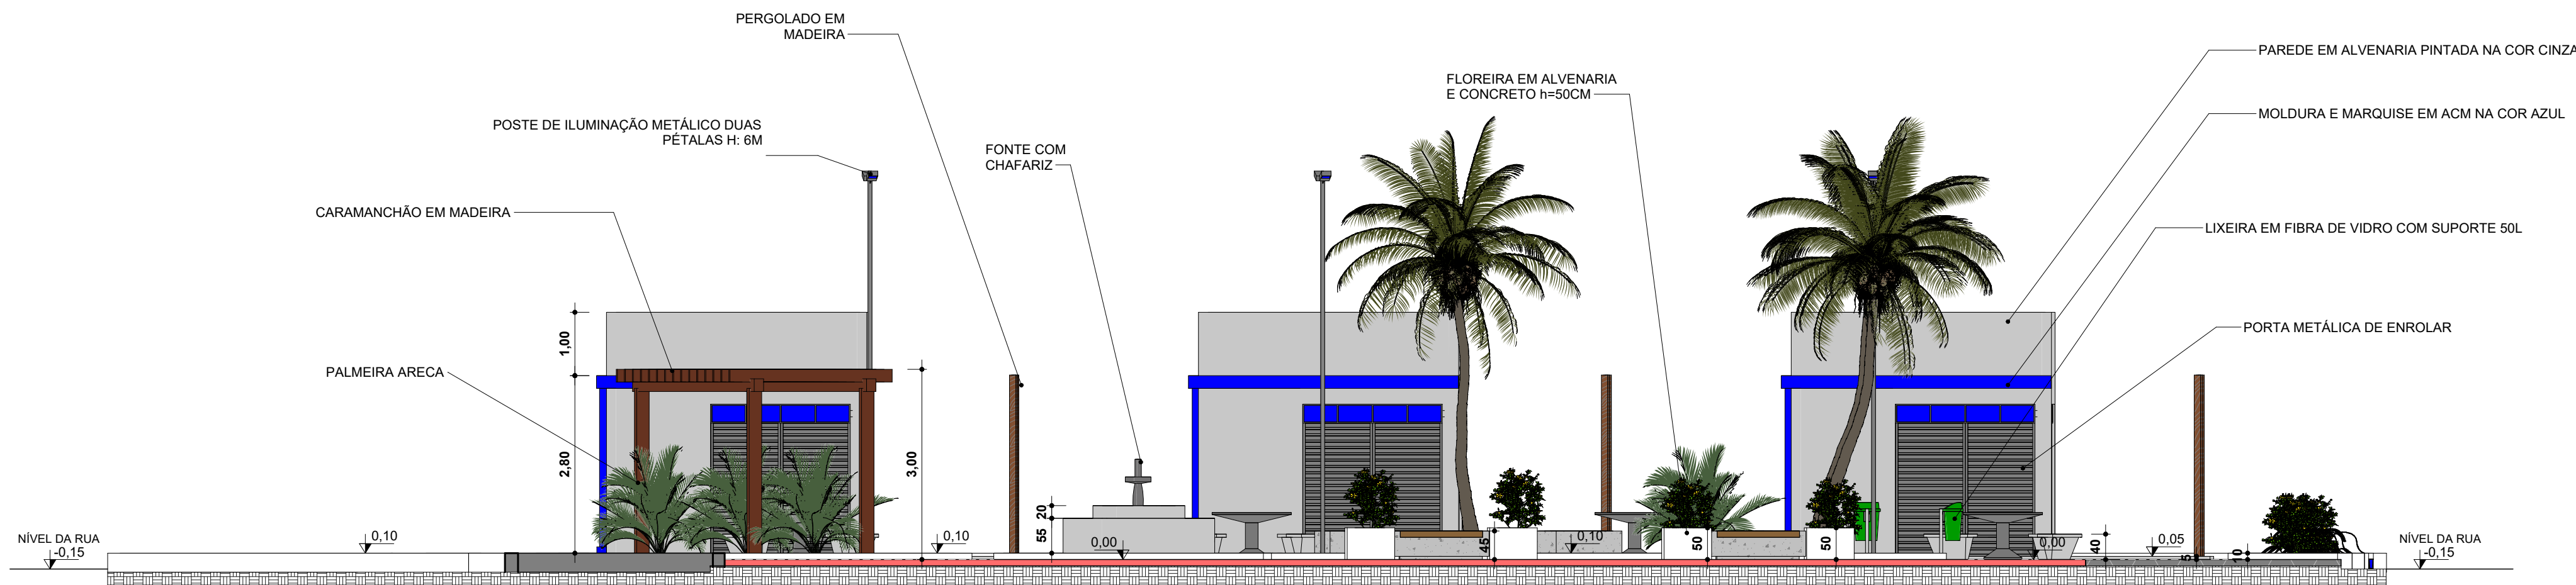 PERGOLADO EM
MADEIRA
PAREDE EM ALVENARIA PINTADA NA COR CINZA
FLOREIRA EM ALVENARIA
E CONCRETO h=50CM
MOLDURA E MARQUISE EM ACM NA COR AZUL
POSTE DE ILUMINAÇÃO METÁLICO DUAS
PÉTALAS H: 6M
FONTE COM
CHAFARIZ
CARAMANCHÃO EM MADEIRA
LIXEIRA EM FIBRA DE VIDRO COM SUPORTE 50L
PORTA METÁLICA DE ENROLAR
1,00
PALMEIRA ARECA
2,80
3,00
20
55
NÍVEL DA RUA
-0,15
0,10
0,10
0,00
45
0,10
50
50
0,00
40
0,05
5
10
NÍVEL DA RUA
-0,15